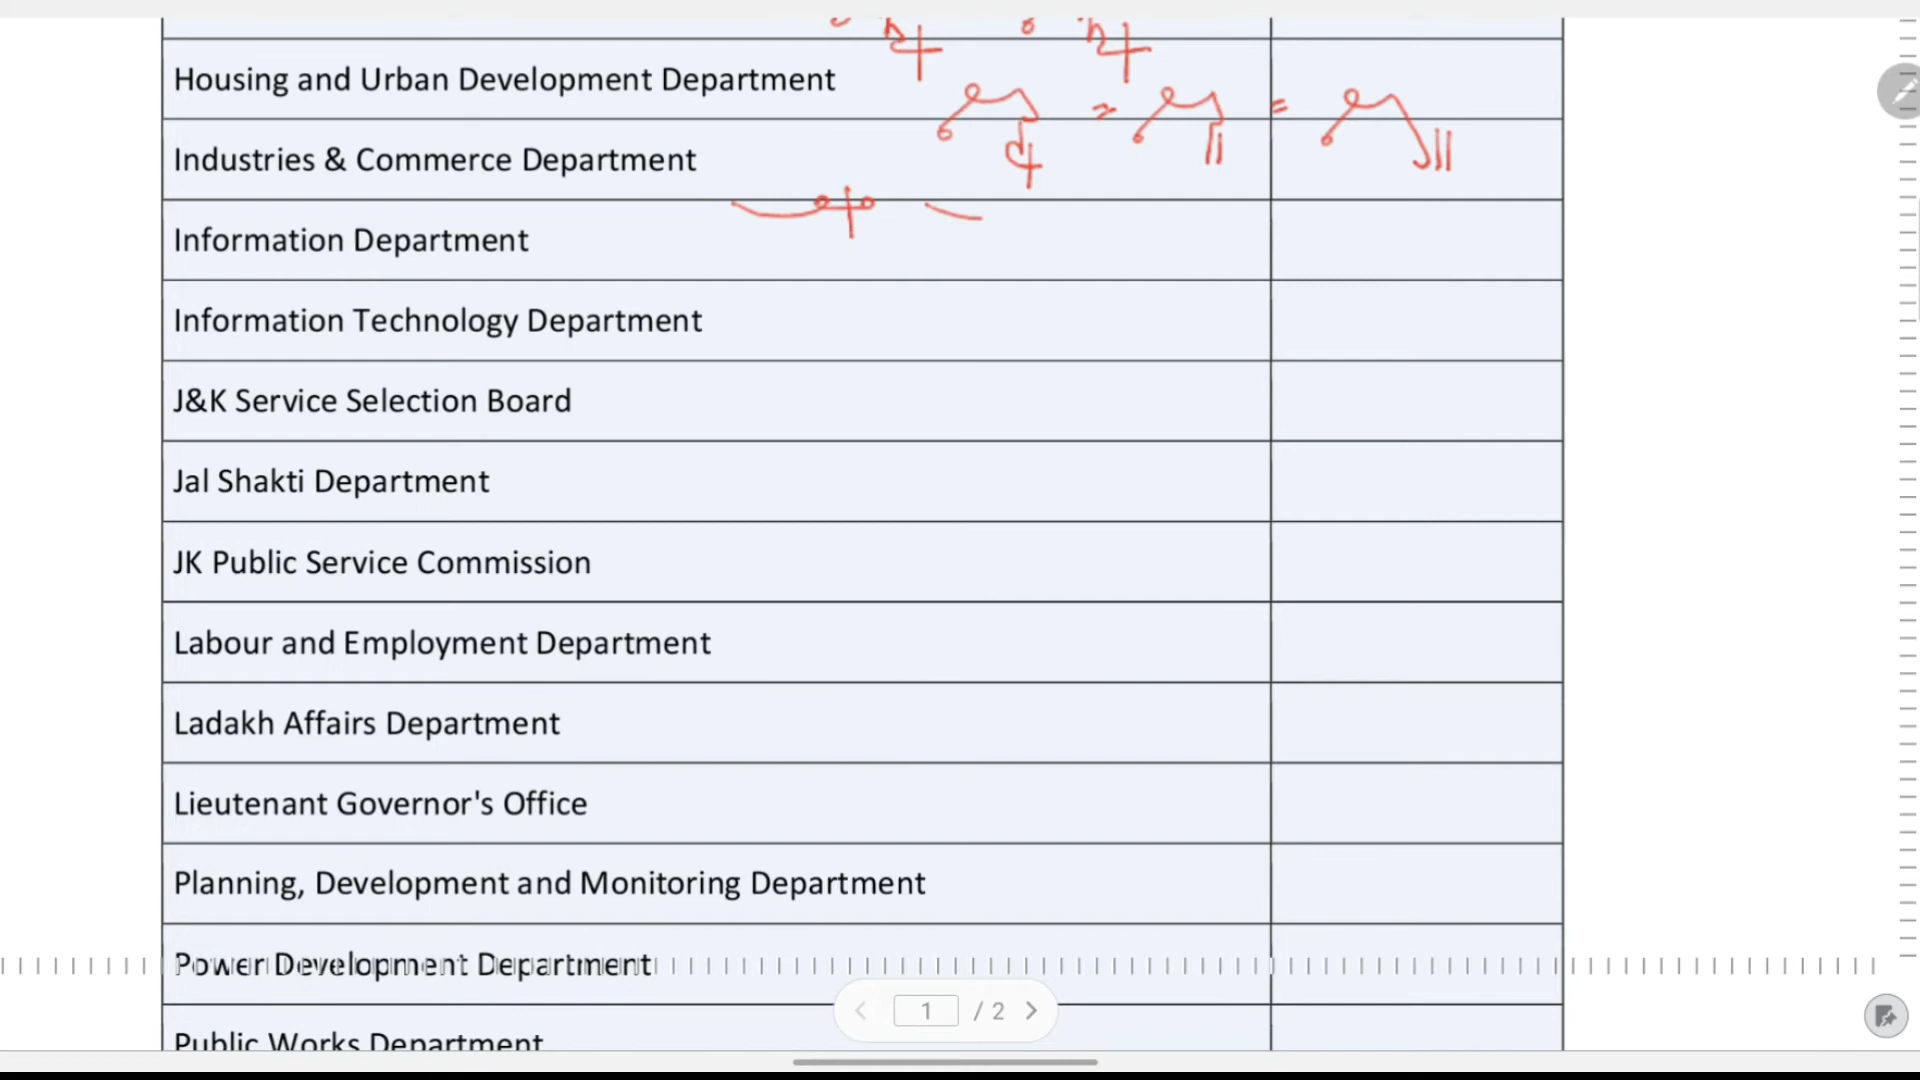 Housing and Urban Development Department
Industries & Commerce Department
Information Department
Information Technology Department
J&K Service Selection Board
Jal Shakti Department
JK Public Service Commission
Labour and Employment Department
Ladakh Affairs Department
Lieutenant Governor's Office
Planning, Development and Monitoring Department
Power Development Department
1 / 2
Public Works Department